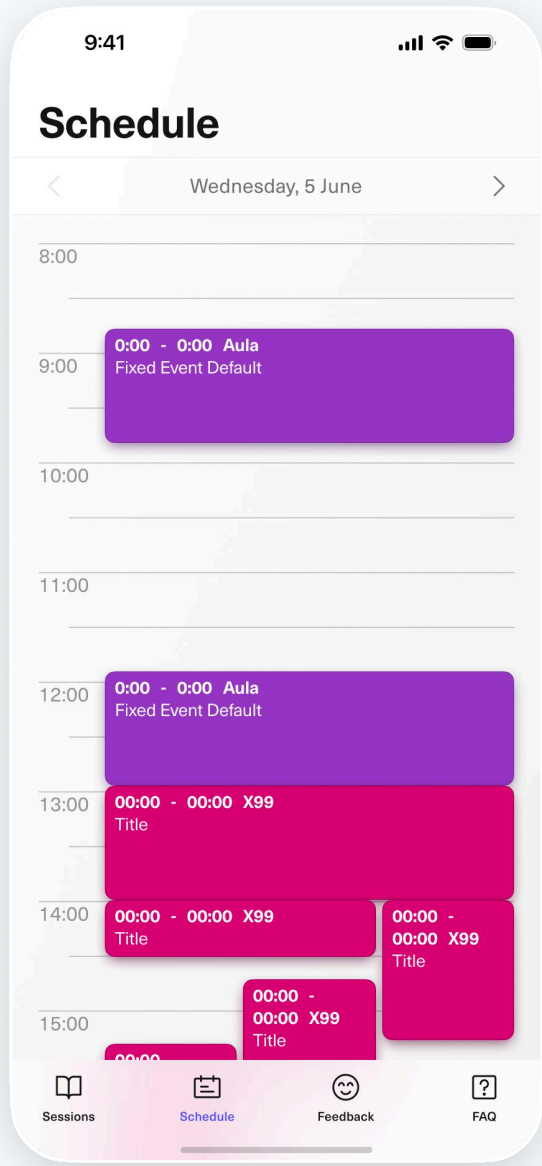 9:41
Schedule
Wednesday, 5 June
8:00
0:00 - 0:00 Aula
Fixed Event Default
9:00
10:00
11:00
0:00 - 0:00 Aula
Fixed Event Default
12:00
00:00 - 00:00 X99
Title
13:00
00:00 - 00:00 X99
Title
00:00 -
00:00 X99
Title
14:00
00:00 -
00:00 X99
Title
15:00
00:00
Sessions
Schedule
Feedback
FAQ